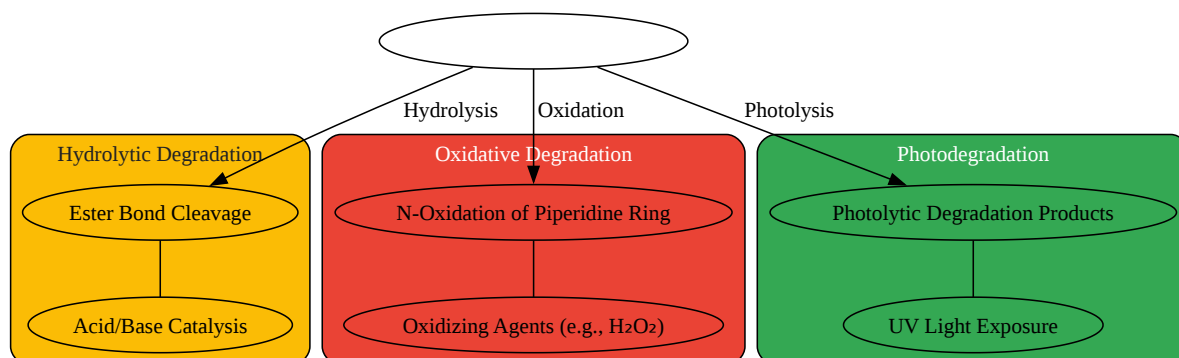 Hydrolysis
Oxidation
Photolysis
Hydrolytic Degradation
Oxidative Degradation
Photodegradation
Ester Bond Cleavage
N-Oxidation of Piperidine Ring
Photolytic Degradation Products
Acid/Base Catalysis
Oxidizing Agents (e.g., H₂O₂)
UV Light Exposure